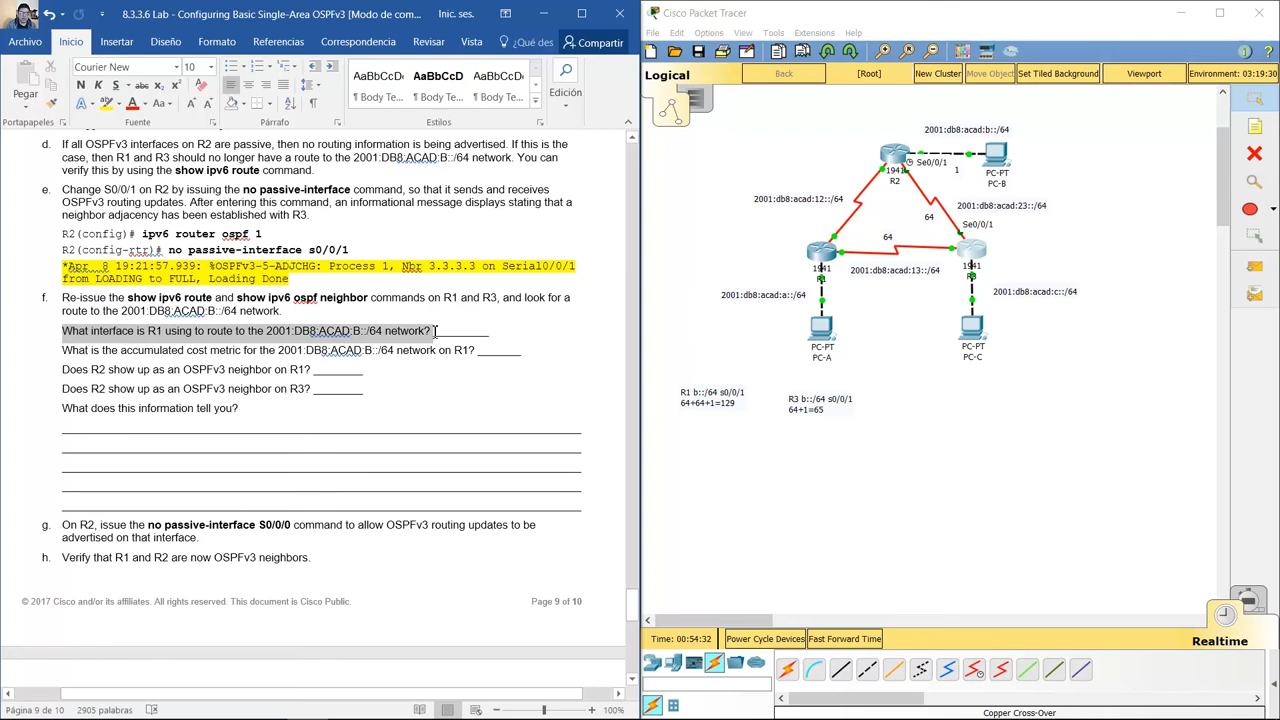 8.3.3.6 Lab - Configuring Basic Single-Area OSPFv3 [
Archivo
Inicio
Diseño
Formato
Referencias
Correspondencia
Revisar
Vista
¿Qué des
Compartir
Pegar
Courier New
10
N
K
S
AaBbCcD
AaBbCcD
AaBbCcD
¶ Body Te...
¶ Body Te...
¶ Body Te...
Edición
Portapapeles
Fuente
Párrafo
Estilos
d. If all OSPFv3 interfaces on R2 are passive, then no routing information is being advertised. If this is the
case, then R1 and R3 should no longer have a route to the 2001:DB8:ACAD:B::/64 network. You can
verify this by using the show ipv6 route command.
e. Change S0/0/1 on R2 by issuing the no passive-interface command, so that it sends and receives
OSPFv3 routing updates. After entering this command, an informational message displays stating that a
neighbor adjacency has been established with R3.
R2(config)# ipv6 router ospf 1
R2(config-rtr)# no passive-interface s0/0/1
*Apr 8 19:21:57.939: %OSPFv3-5-ADJCHG: Process 1, Nbr 3.3.3.3 on Serial0/0/1
from LOADING to FULL, Loading Done
f. Re-issue the show ipv6 route and show ipv6 ospf neighbor commands on R1 and R3, and look for a
route to the 2001:DB8:ACAD:B::/64 network.
What interface is R1 using to route to the 2001:DB8:ACAD:B::/64 network? ________
What is the accumulated cost metric for the 2001:DB8:ACAD:B::/64 network on R1? _______
Does R2 show up as an OSPFv3 neighbor on R1? ________
Does R2 show up as an OSPFv3 neighbor on R3? ________
What does this information tell you?
g. On R2, issue the no passive-interface S0/0/0 command to allow OSPFv3 routing updates to be
advertised on that interface.
h. Verify that R1 and R2 are now OSPFv3 neighbors.
© 2017 Cisco and/or its affiliates. All rights reserved. This document is Cisco Public.
Page 9 of 10
Página 9 de 10
2905 palabras
100%
Cisco Packet Tracer
File
Edit
Options
View
Tools
Extensions
Help
Logical
Back
[Root]
New Cluster
Move Object
Set Tiled Background
Viewport
Environment: 03:19:30
2001:db8:acad:b::/64
Se0/0/1
1941
R2
1
PC-PT
PC-B
2001:db8:acad:12::/64
2001:db8:acad:23::/64
64
Se0/0/1
64
1941
R1
2001:db8:acad:13::/64
1941
R3
2001:db8:acad:a::/64
2001:db8:acad:c::/64
PC-PT
PC-A
PC-PT
PC-C
R1 b::/64 s0/0/1
64+64+1=129
R3 b::/64 s0/0/1
64+1=65
Time: 00:54:32
Power Cycle Devices
Fast Forward Time
Realtime
Copper Cross-Over